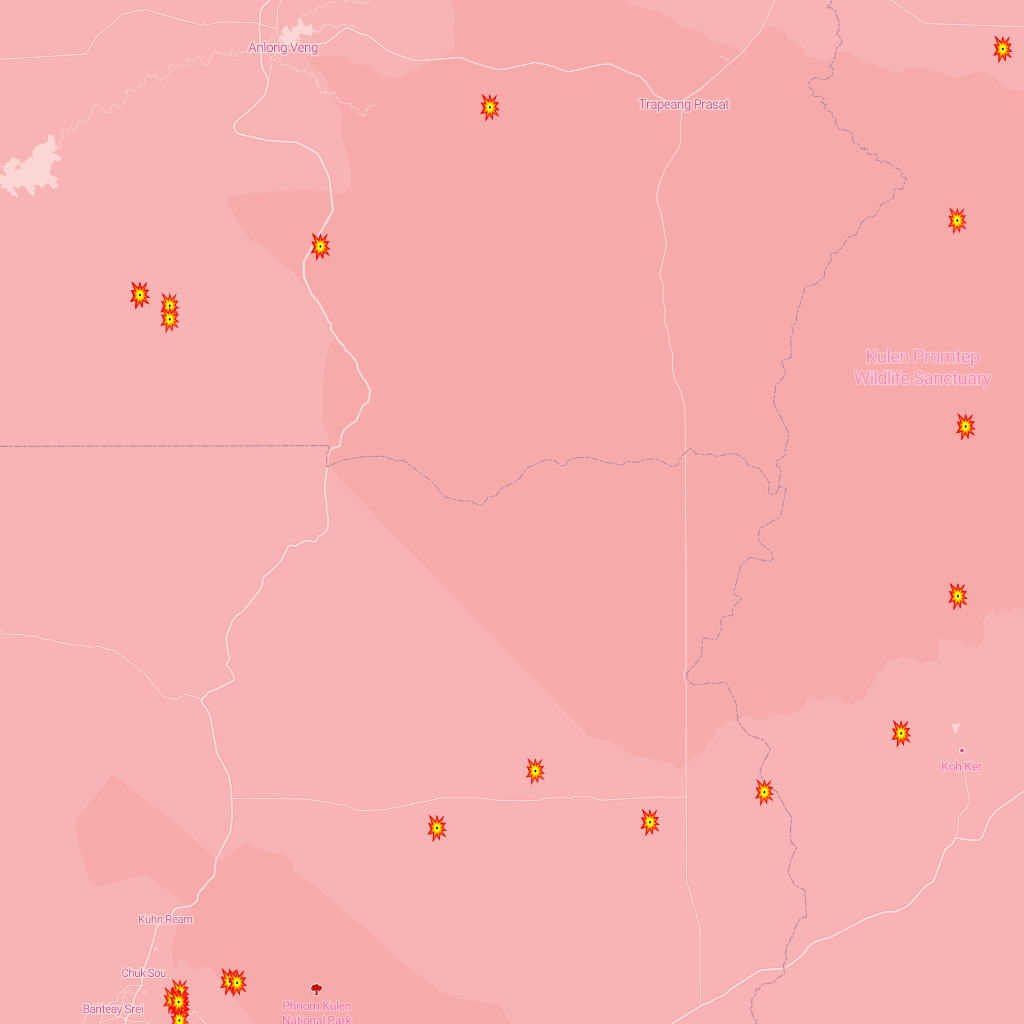 Anlong Veng
Trapeang Prasat
Kulen Promtep
Wildlife Sanctuary
Koh Ker
Kuhn Ream
Chuk Sou
Banteay Srei
Phnom Kulen
National Park